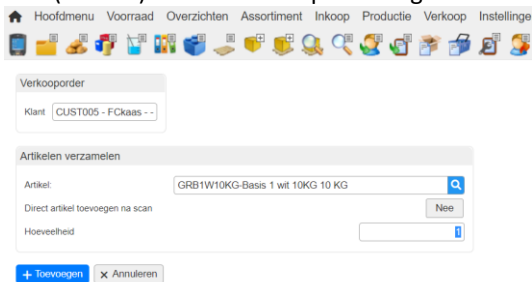 Hoofdmenu Voorraad Overzichten Assortiment Inkoop Productie Verkoop
Verkooporder
Klant CUST005 - FCkaas - -
Artikelen verzamelen
Artikel: GRB1W10KG-Basis 1 wit 10KG 10 KG
Direct artikel toevoegen na scan Nee
Hoeveelheid 1
+ Toevoegen × Annuleren